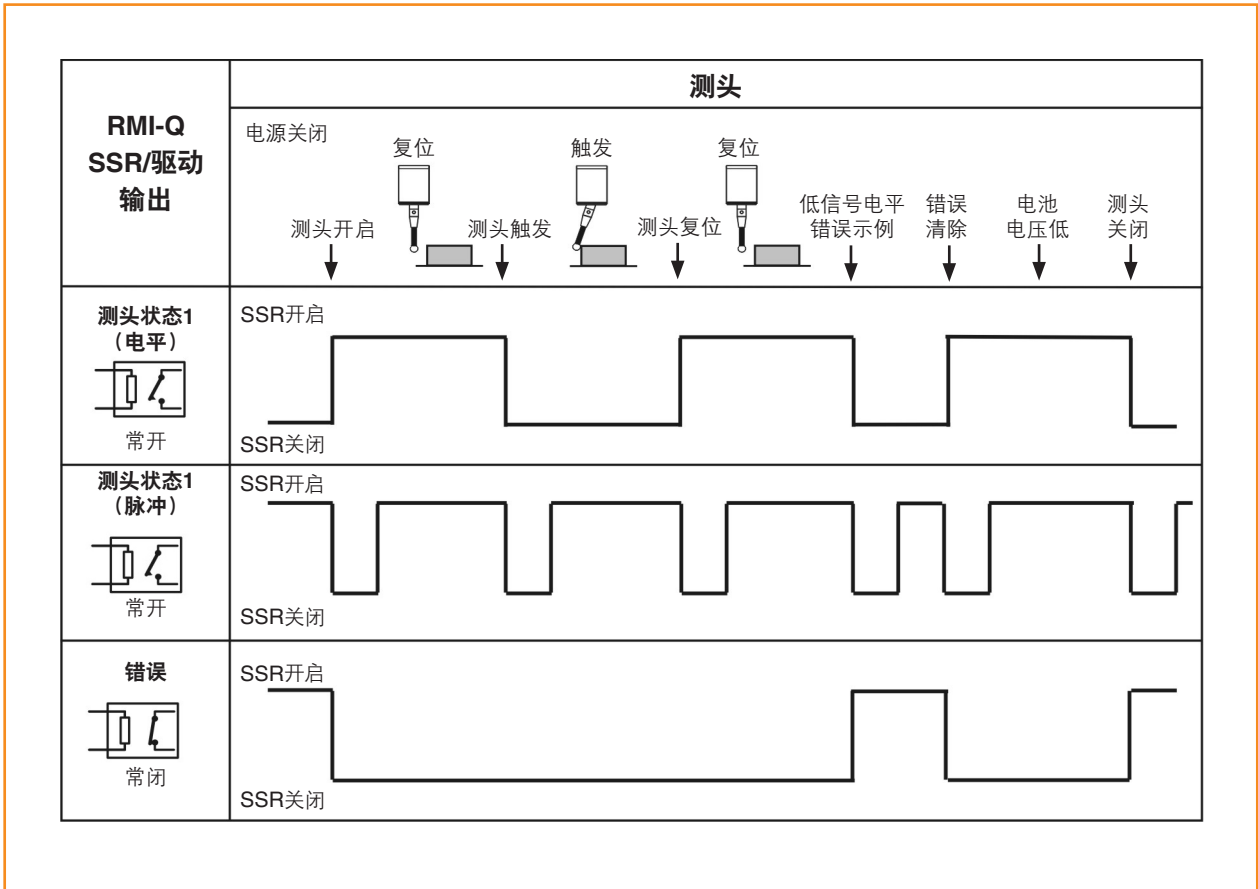 RMI-Q
SSR/驱动
输出
测头
电源关闭
复位
触发
复位
测头开启
测头触发
测头复位
低信号电平
错误示例
错误
清除
电池
电压低
测头
关闭
测头状态1
（电平）
常开
SSR开启
SSR关闭
测头状态1
（脉冲）
常开
SSR开启
SSR关闭
错误
常闭
SSR开启
SSR关闭